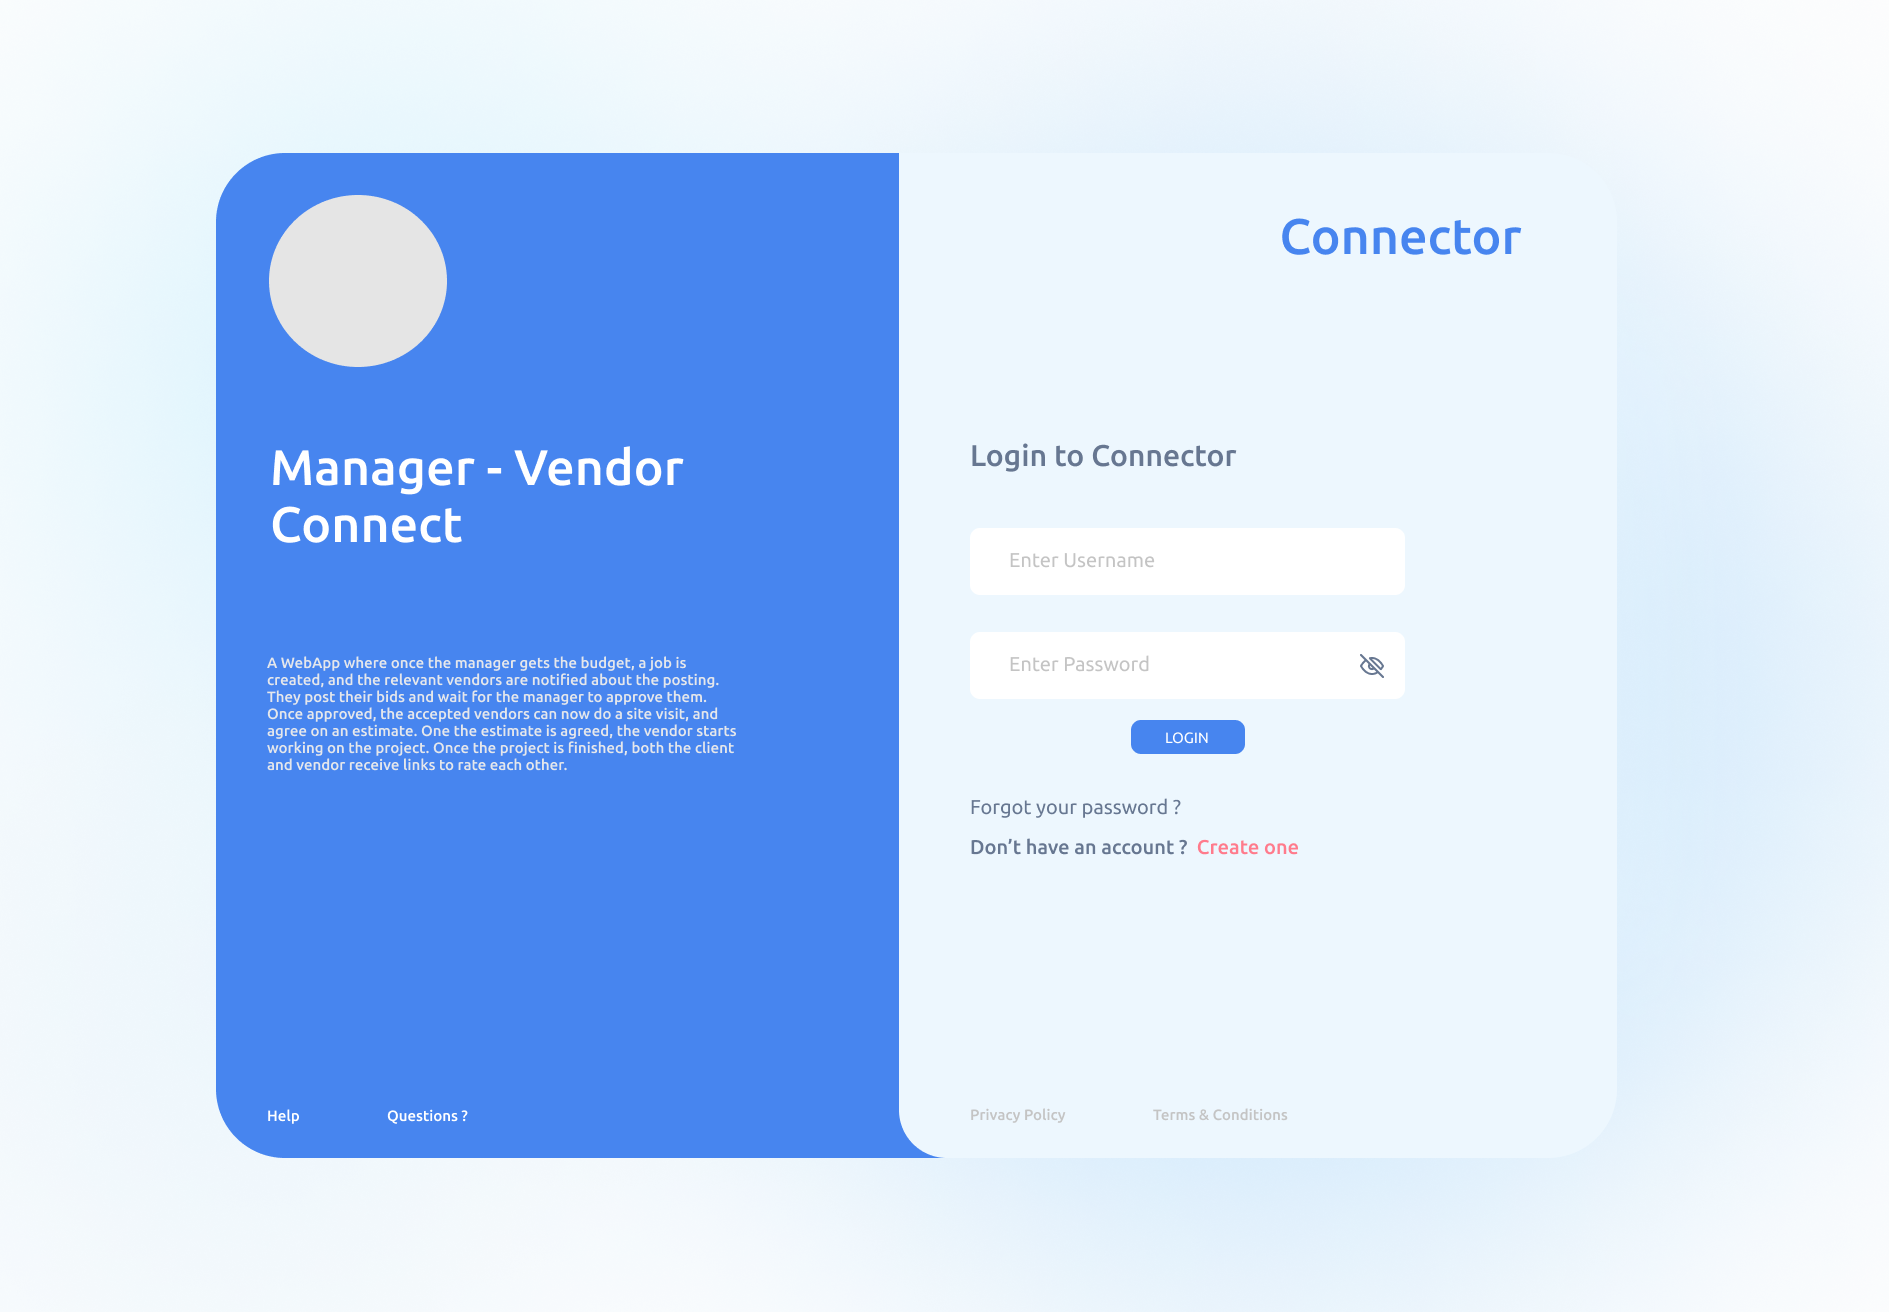 Manager - Vendor
Connect
A WebApp where once the manager gets the budget, a job is
created, and the relevant vendors are notified about the posting.
They post their bids and wait for the manager to approve them.
Once approved, the accepted vendors can now do a site visit, and
agree on an estimate. One the estimate is agreed, the vendor starts
working on the project. Once the project is finished, both the client
and vendor receive links to rate each other.
Help
Questions ?
Connector
Login to Connector
Enter Username
Enter Password
LOGIN
Forgot your password ?
Don’t have an account ? Create one
Privacy Policy
Terms & Conditions